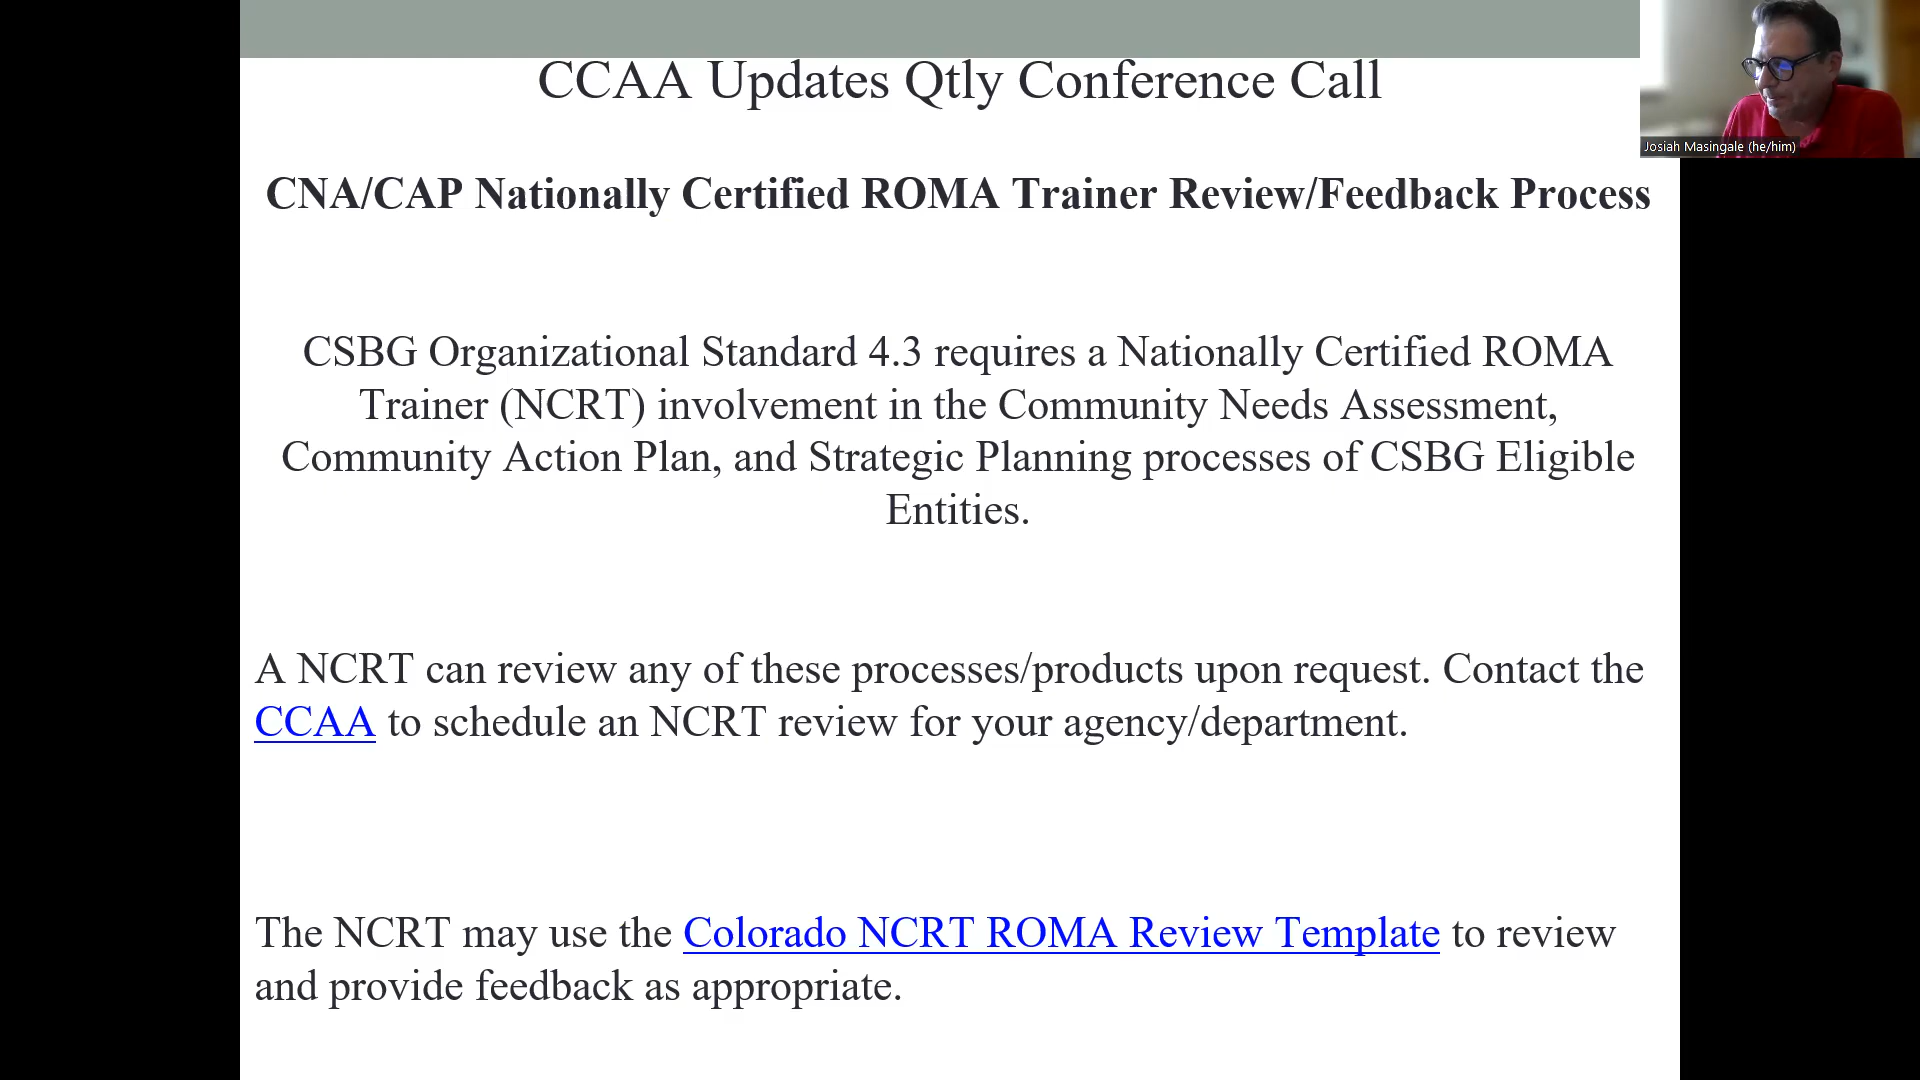 CCAA Updates Qtly Conference Call
Josiah Masingale (he/him)
CNA/CAP Nationally Certified ROMA Trainer Review/Feedback Process
CSBG Organizational Standard 4.3 requires a Nationally Certified ROMA
Trainer (NCRT) involvement in the Community Needs Assessment,
Community Action Plan, and Strategic Planning processes of CSBG Eligible
Entities.
A NCRT can review any of these processes/products upon request. Contact the
CCAA to schedule an NCRT review for your agency/department.
The NCRT may use the Colorado NCRT ROMA Review Template to review
and provide feedback as appropriate.